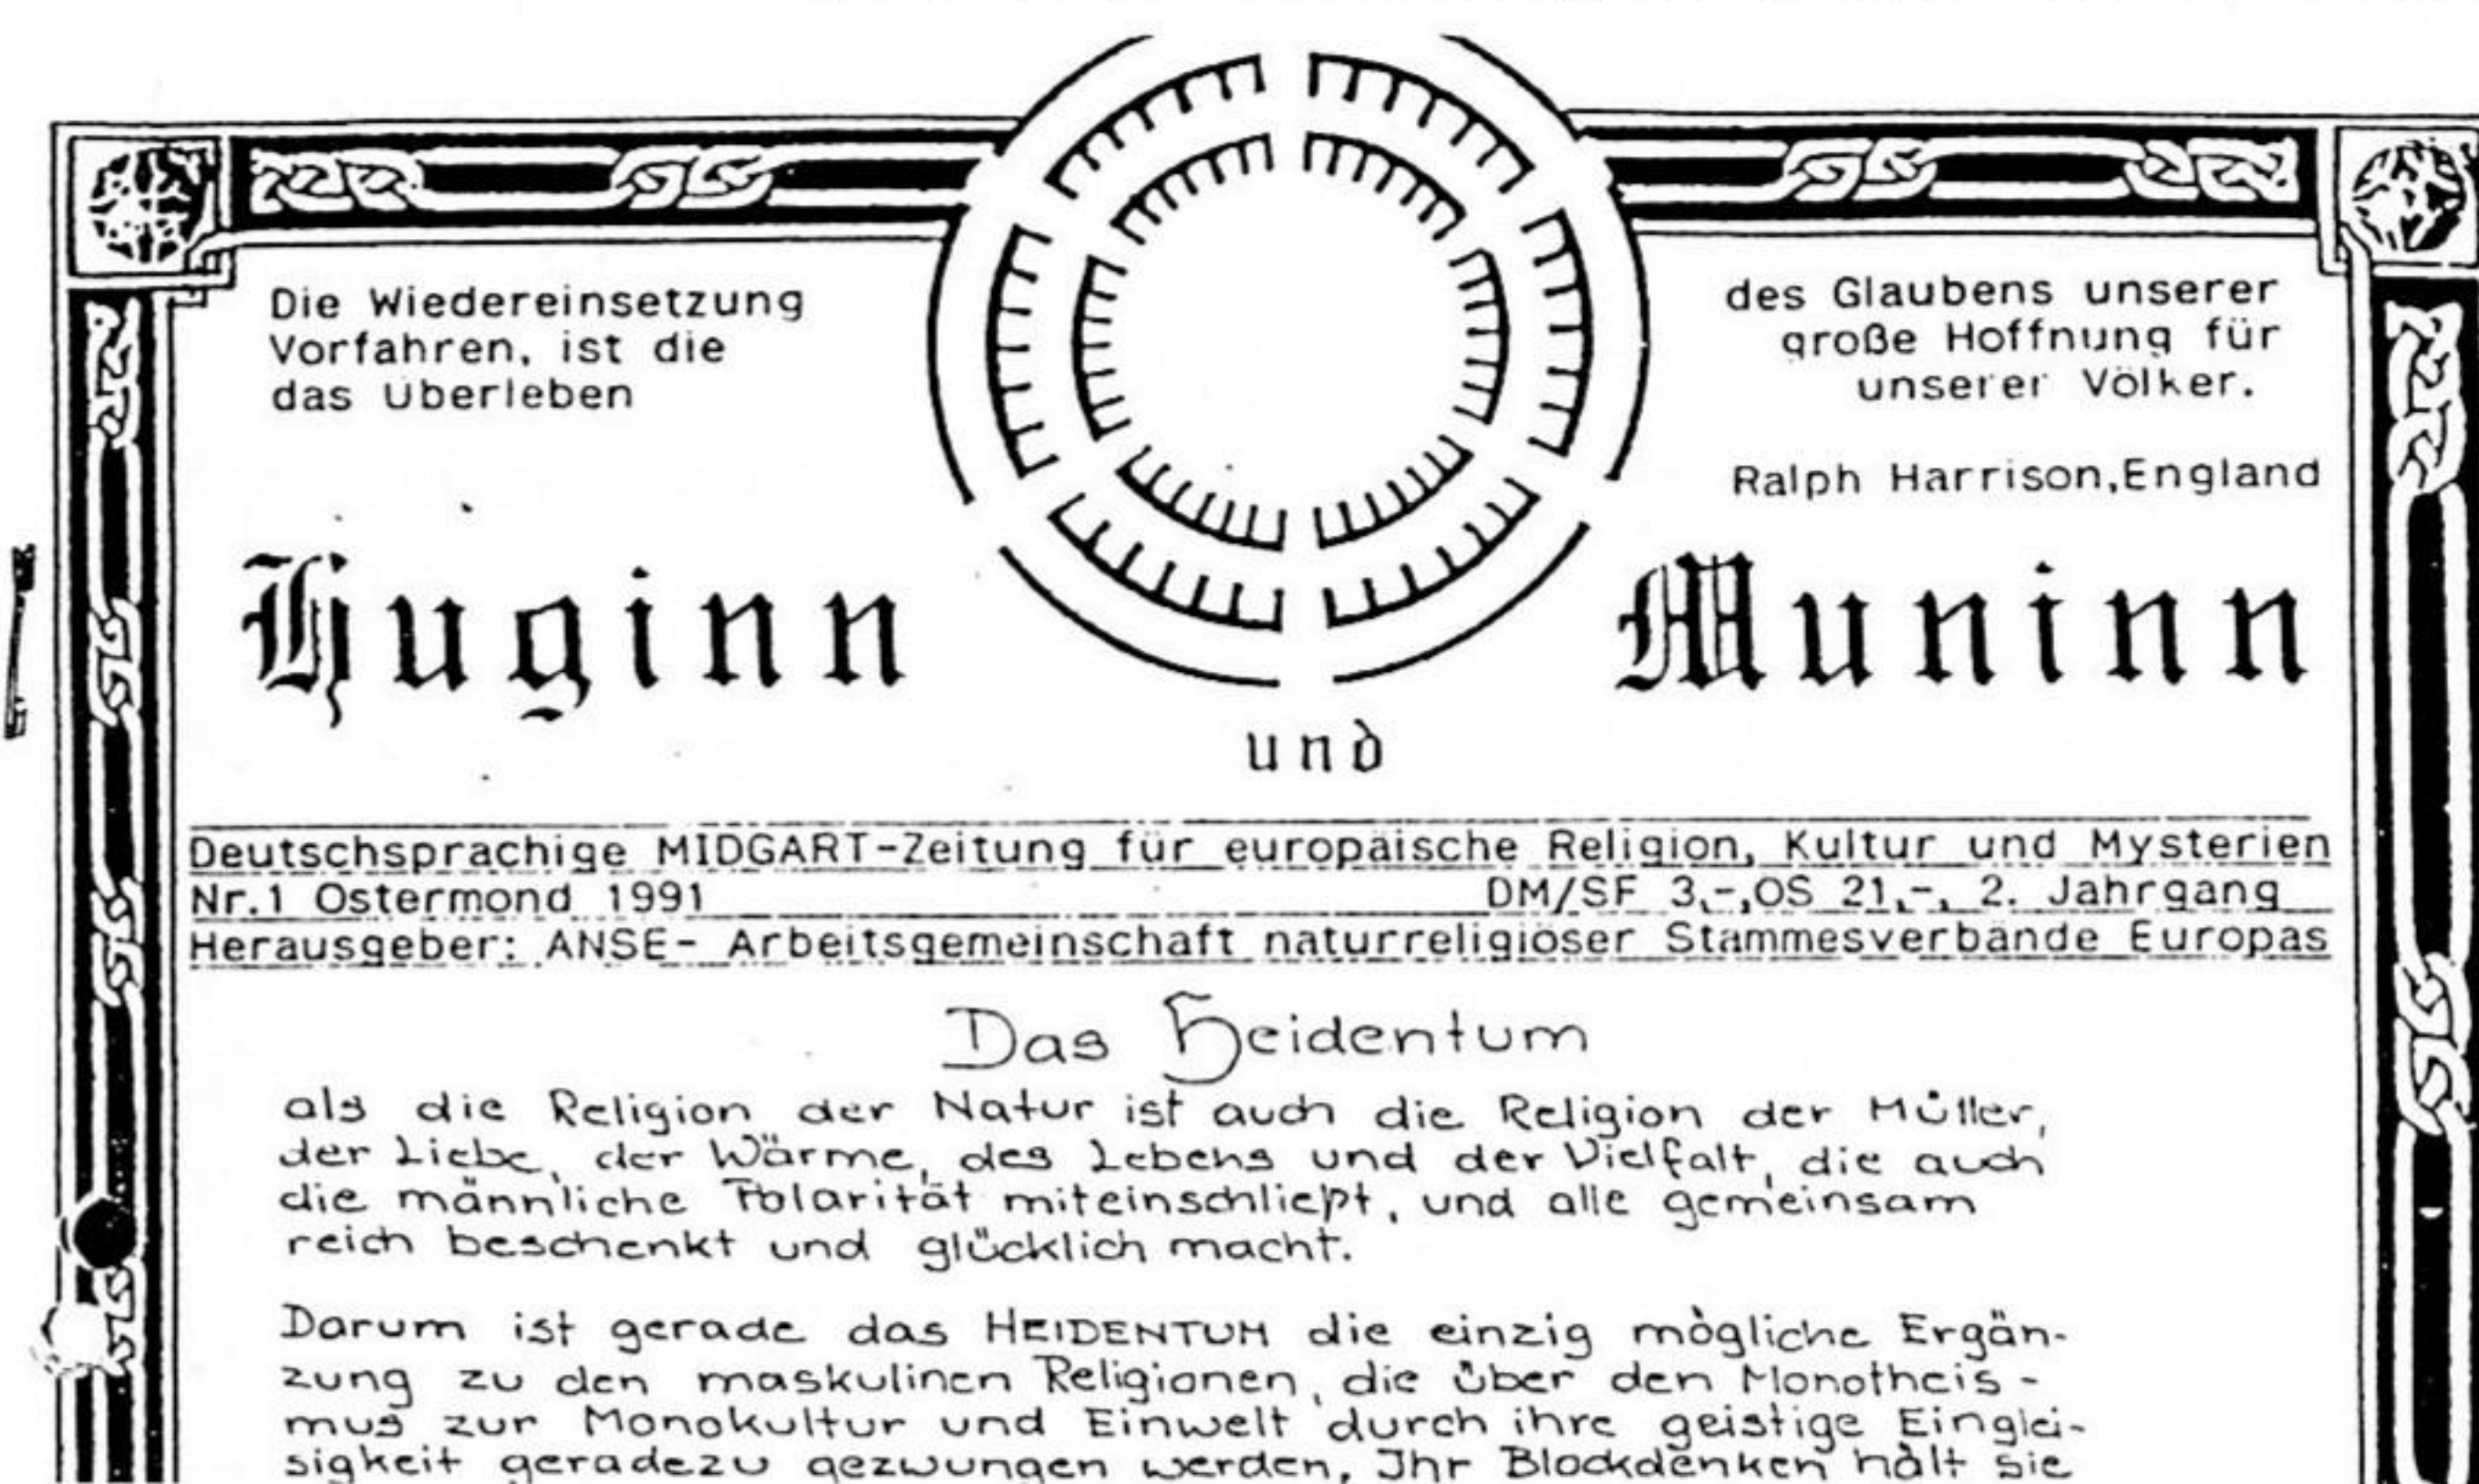 Die Wiedereinsetzung des Glaubens unserer
Vorfahren, ist die große Hoffnung für
das Überleben unserer Völker.
Ralph Harrison,England
Huginn Muninn
und
Deutschsprachige MIDGART-Zeitung für europäische Religion, Kultur und Mysterien
Nr.1 Ostermond 1991 DM/SF 3,-,ÖS 21,-, 2. Jahrgang
Herausgeber: ANSE- Arbeitsgemeinschaft naturreligiöser Stammesverbände Europas
Das Heidentum
als die Religion der Natur ist auch die Religion der Mütter,
der Liebe, der Wärme, des Lebens und der Vielfalt, die auch
die männliche Polarität miteinschließt, und alle gemeinsam
reich beschenkt und glücklich macht.
Darum ist gerade das HEIDENTUM die einzig mögliche Ergän-
zung zu den maskulinen Religionen, die über den Monotheis-
mus zur Monokultur und Einwelt durch ihre geistige Einglei-
sigkeit geradezu gezwungen werden. Ihr Blockdenken hält sie